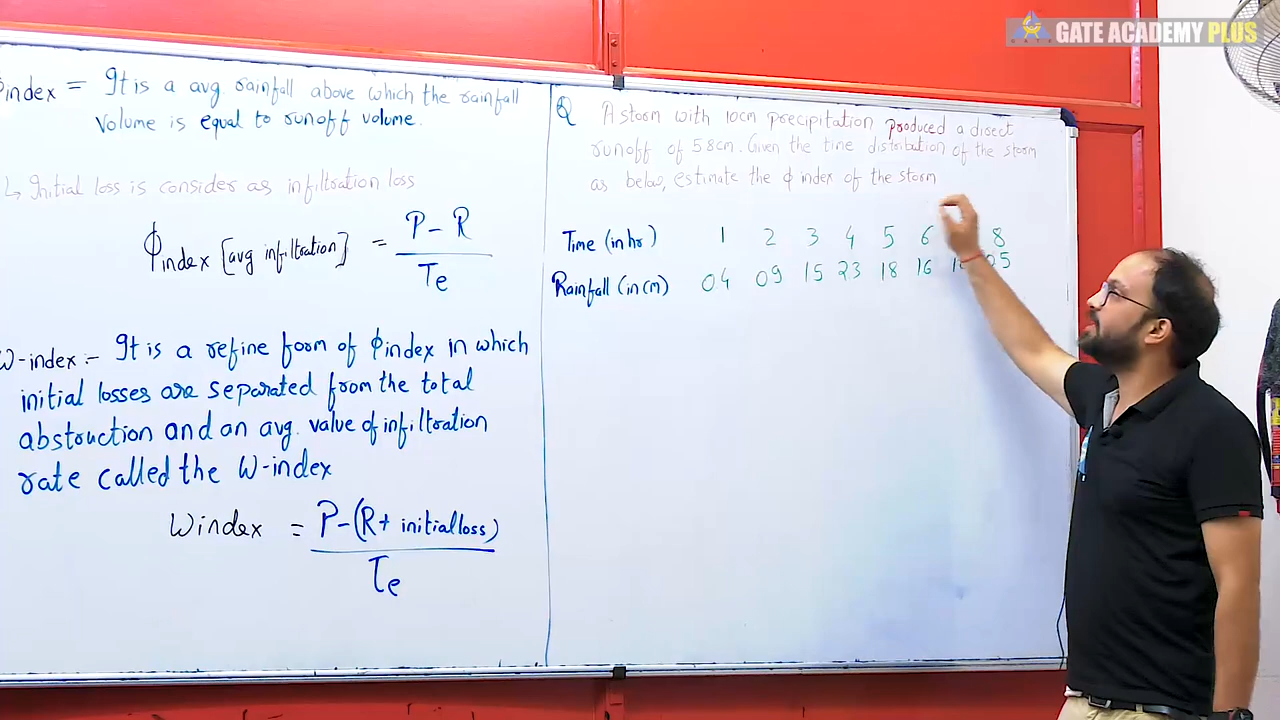 GATE ACADEMY PLUS
index = It is a avg. rainfall above which the rainfall
volume is equal to runoff volume.
↳ Initial loss is consider as infiltration loss
ϕindex [avg infiltration] = P - R
Te
W-index :- It is a refine form of ϕindex in which
initial losses are separated from the total
abstruction and an avg. value of infiltration
rate called the W-index
Windex = P-(R+ initial loss)
Te
Q A storm with 10cm precipitation produced a direct
runoff of 5.8cm. Given the time distribution of the storm
as below, estimate the ϕ index of the storm
Time (in hr) 1 2 3 4 5 6 8
Rainfall (in cm) 04 09 15 23 18 16 05